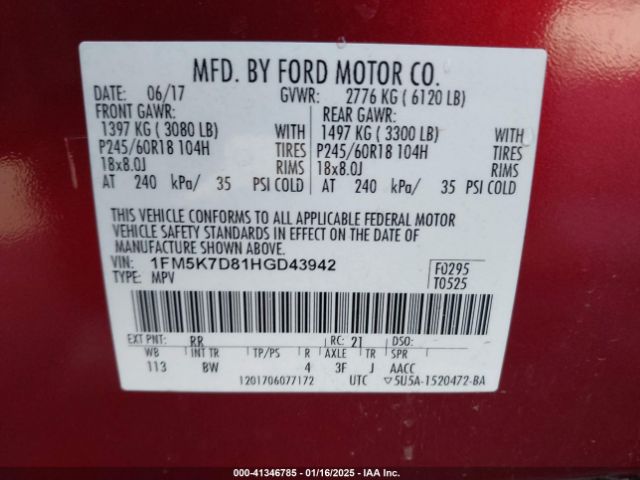 MFD. BY FORD MOTOR CO.
DATE: 06/17 GVWR: 2776 KG ( 6120 LB)
FRONT GAWR: REAR GAWR:
1397 KG ( 3080 LB) WITH 1497 KG ( 3300 LB) WITH
P245/60R18 104H TIRES P245/60R18 104H TIRES
18x8.0J RIMS 18x8.0J RIMS
AT 240 kPa/ 35 PSI COLD AT 240 kPa/ 35 PSI COLD
THIS VEHICLE CONFORMS TO ALL APPLICABLE FEDERAL MOTOR
VEHICLE SAFETY STANDARDS IN EFFECT ON THE DATE OF
MANUFACTURE SHOWN ABOVE.
VIN: 1FM5K7D81HGD43942 F0295
TYPE: MPV T0525
EXT PNT: RR RC: 21 DSO:
WB INT TR TP/PS R AXLE TR SPR
113 BW 4 3F J AACC
1201706077172 UTC ▽5U5A-1520472-BA
000-41346785 - 01/16/2025 - IAA Inc.